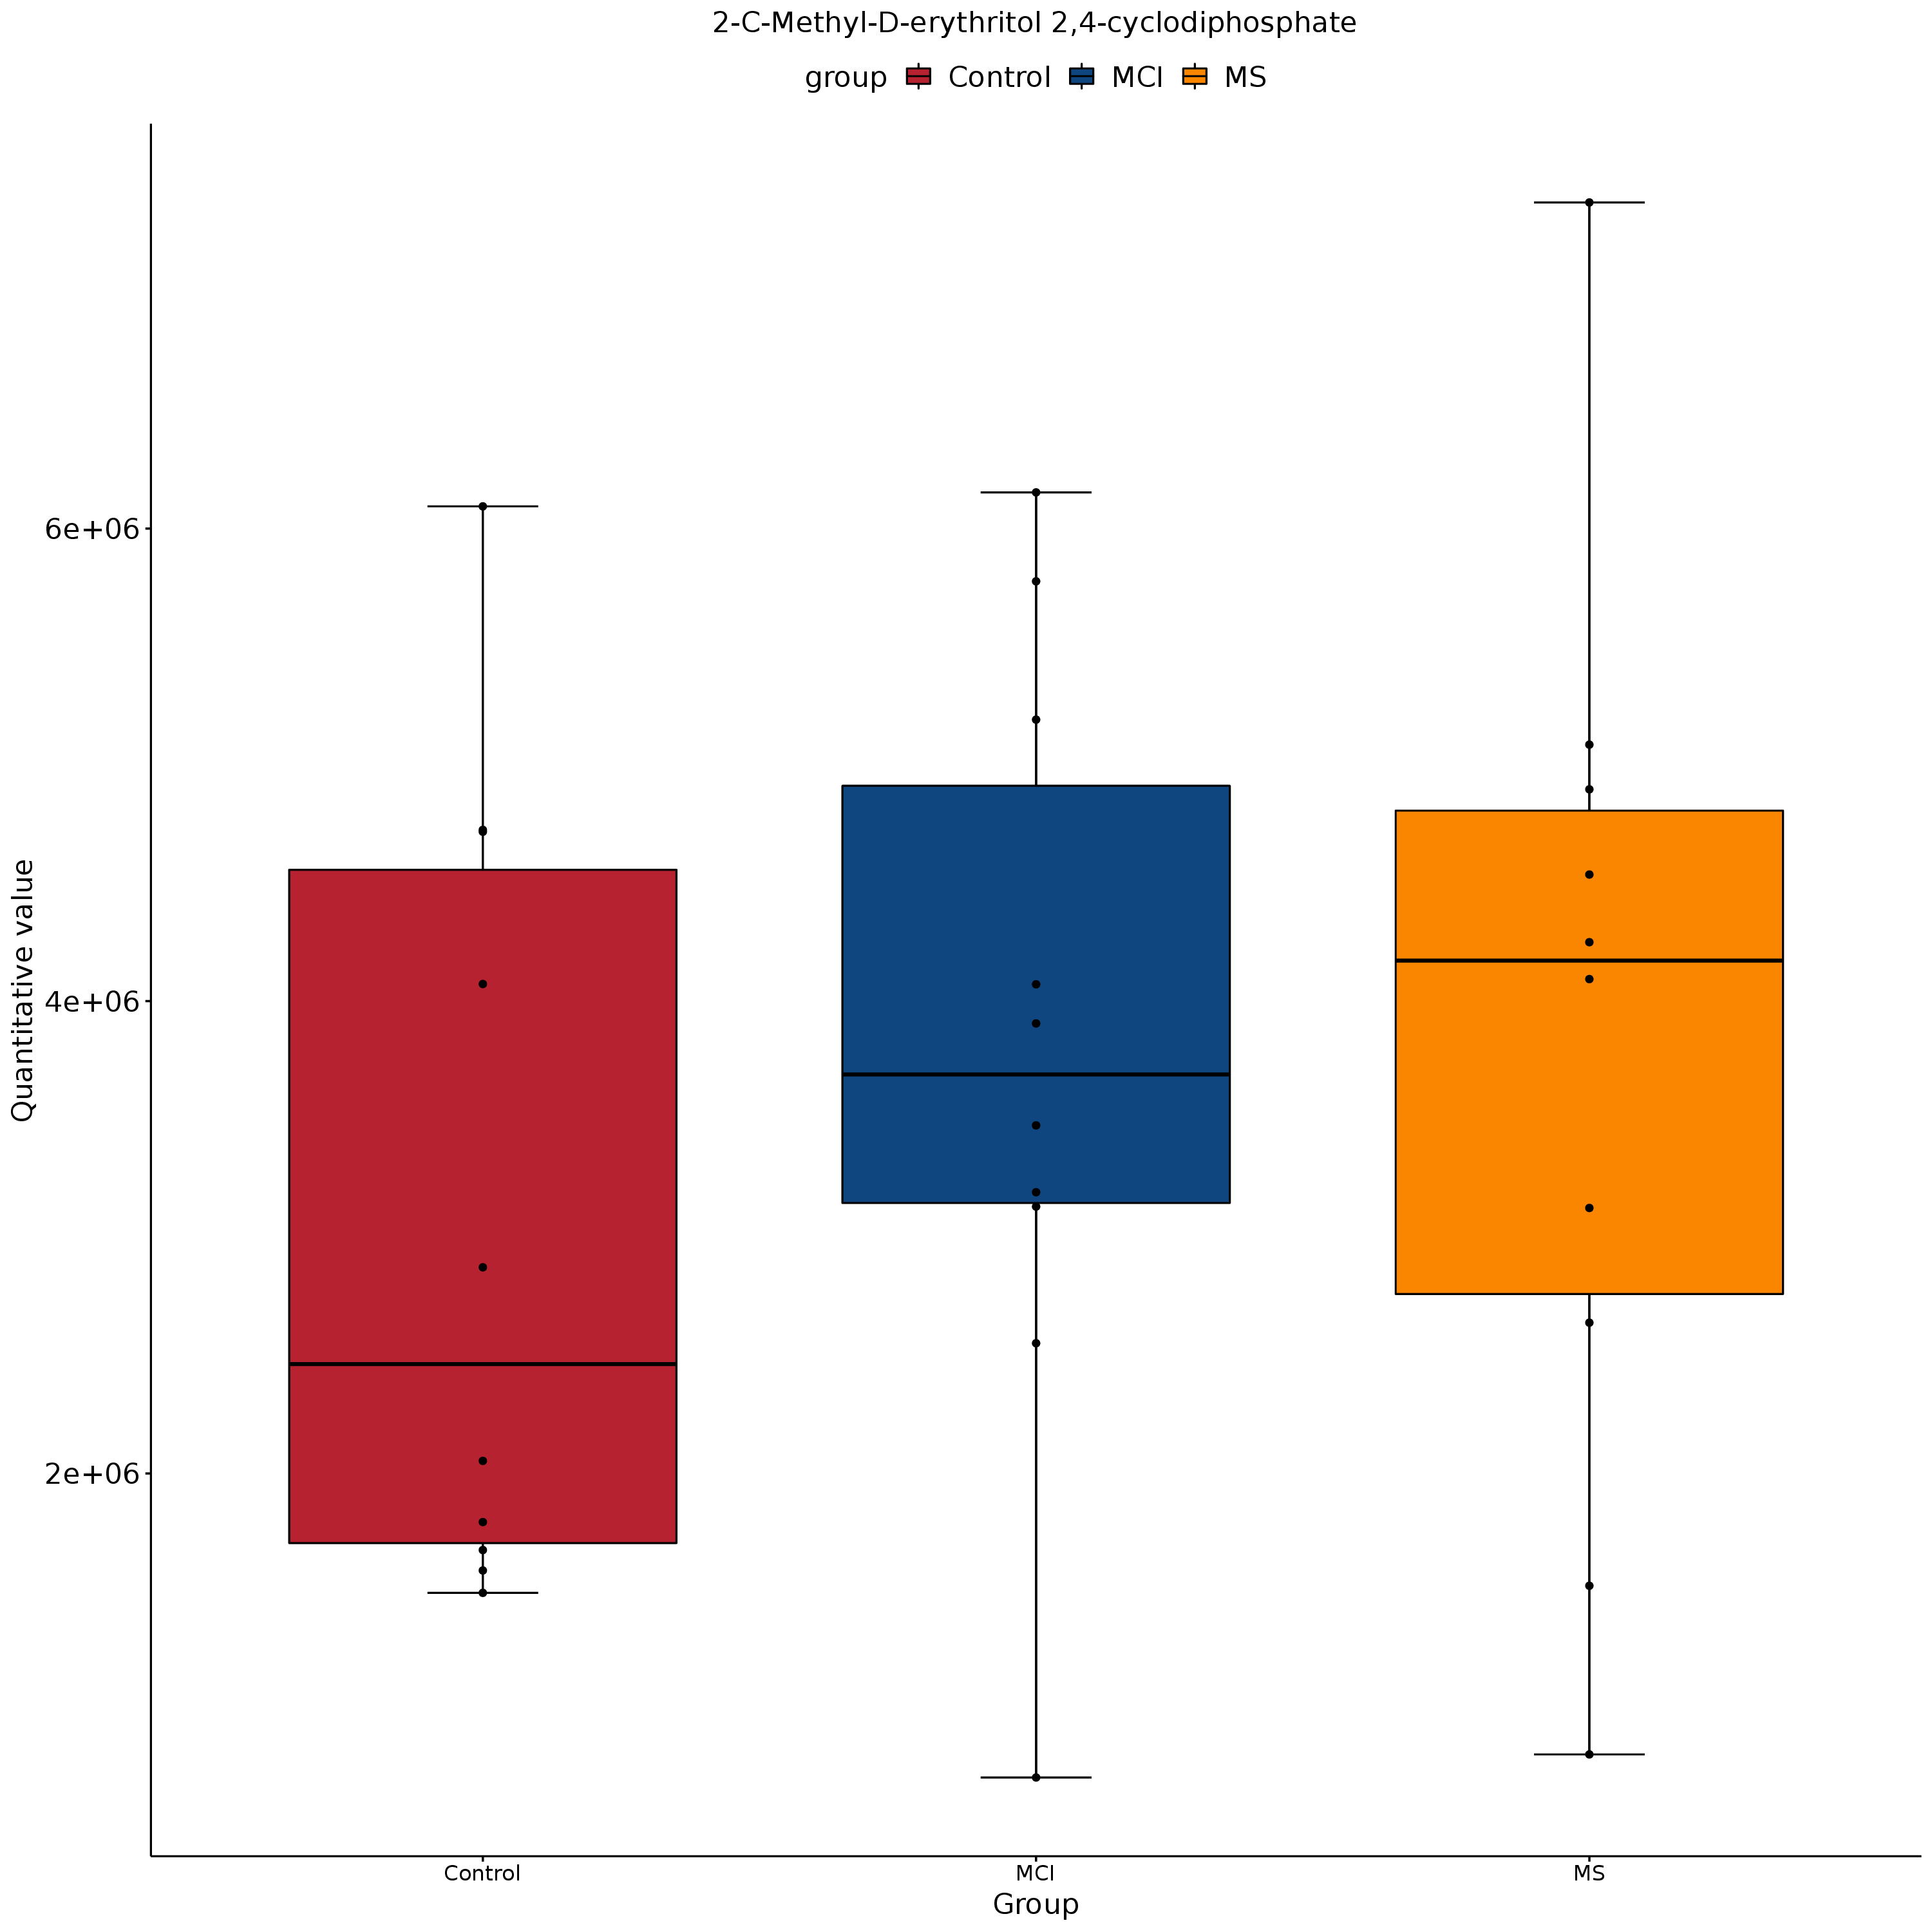 2-C-Methyl-D-erythritol 2,4-cyclodiphosphate
group Control MCI MS
Quantitative value
6e+06
4e+06
2e+06
Control MCI MS
Group